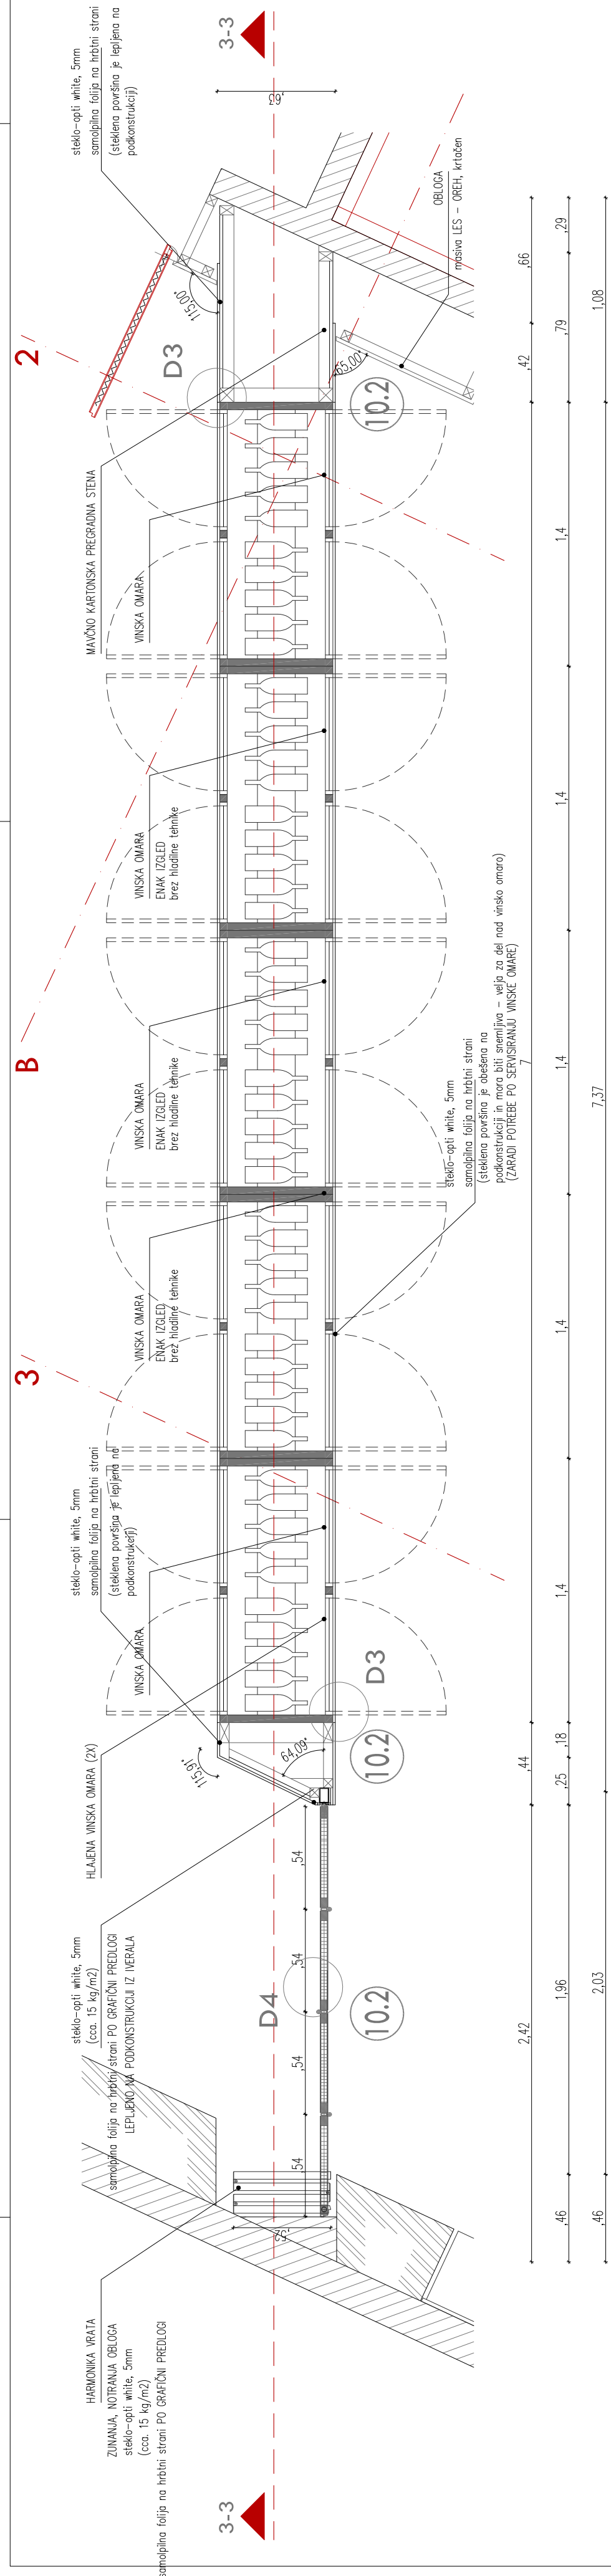 3-3
HARMONIKA VRATA
ZUNANJA, NOTRANJA OBLOGA
steklo-opti white, 5mm
(cca. 15 kg/m2)
samolpilna folija na hrbtni strani PO GRAFIČNI PREDLOGI
steklo-opti white, 5mm
(cca. 15 kg/m2)
samolpilna folija na hrbtni strani PO GRAFIČNI PREDLOGI
LEPLJENO NA PODKONSTRUKCIJI IZ IVERALA
HLAJENA VINSKA OMARA (2X)
VINSKA OMARA
steklo-opti white, 5mm
samolpilna folija na hrbtni strani
(steklena površina je lepljena na
podkonstrukciji)
3
VINSKA OMARA
ENAK IZGLED
brez hladilne tehnike
VINSKA OMARA
ENAK IZGLED
brez hladilne tehnike
B
VINSKA OMARA
ENAK IZGLED
brez hladilne tehnike
VINSKA OMARA
MAVČNO KARTONSKA PREGRADNA STENA
2
steklo-opti white, 5mm
samolpilna folija na hrbtni strani
(steklena površina je lepljena na
podkonstrukciji)
3-3
D4
10.2
115,91°
64,09°
D3
10.2
D3
115,00°
65,00°
10.2
,63
,52
,54
,54
,54
,54
OBLOGA
masiva LES - OREH, krtačen
steklo-opti white, 5mm
samolpilna folija na hrbtni strani
(steklena površina je obešena na
podkonstrukciji in mora biti snemljiva - velja za del nad vinsko omaro)
(ZARADI POTREBE PO SERVISIRANJU VINSKE OMARE)
2,42
,44
7
,42
,66
,46
1,96
,25
,18
1,4
1,4
1,4
1,4
1,4
,79
,29
,46
2,03
7,37
1,08